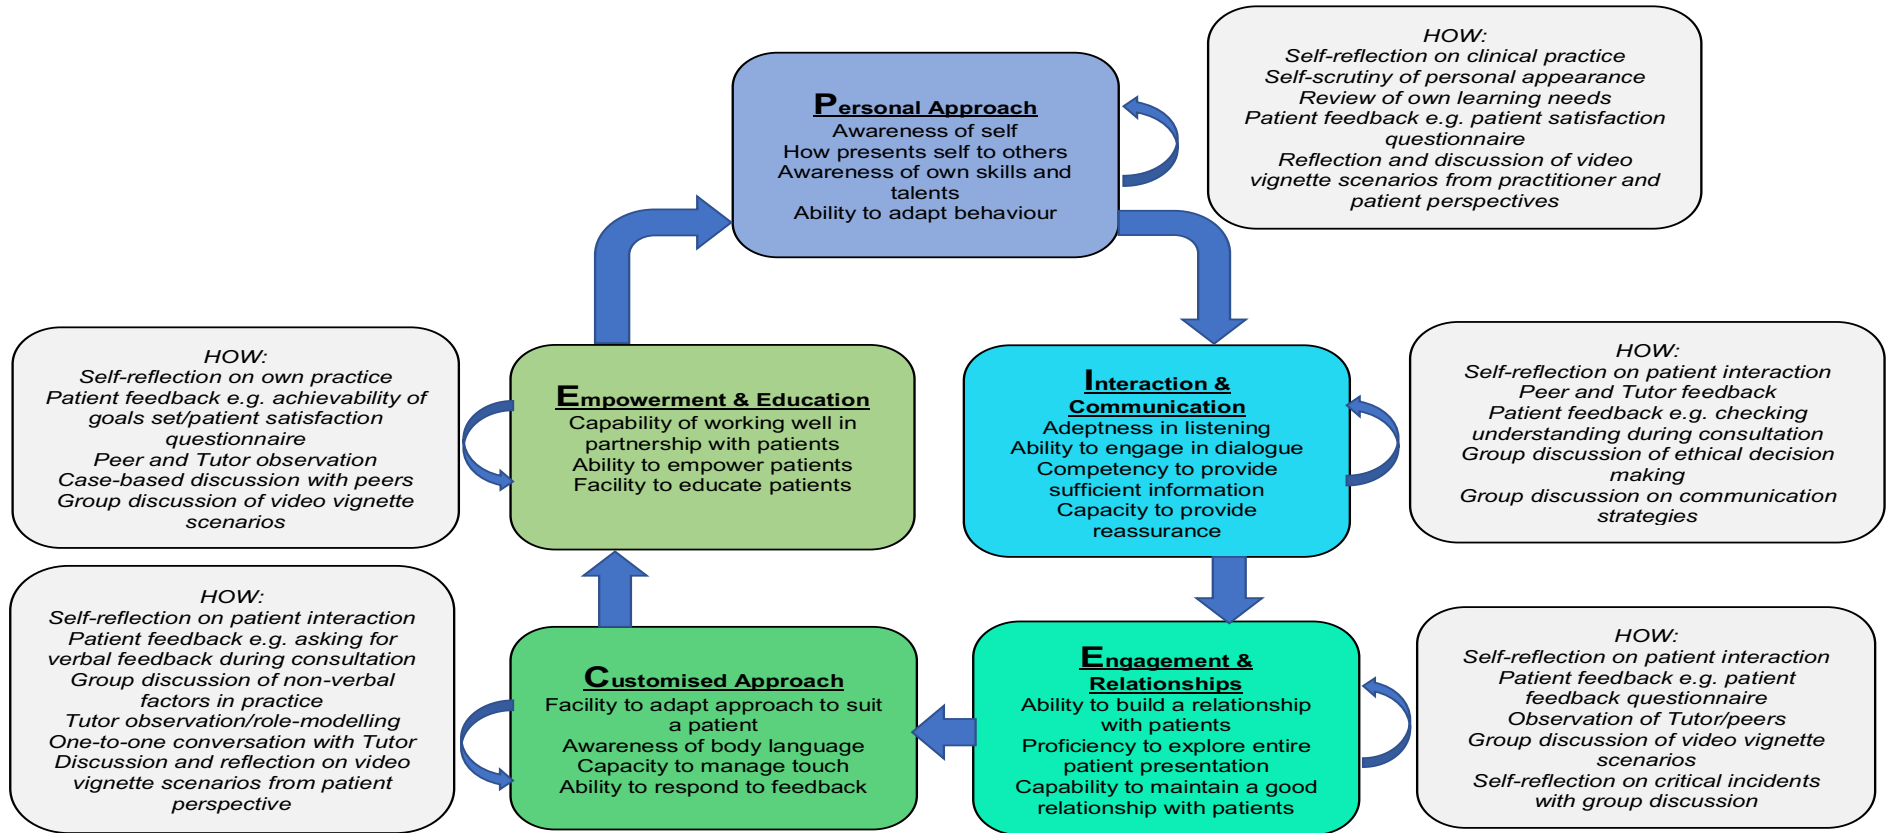 Personal Approach
Awareness of self
How presents self to others
Awareness of own skills and
talents
Ability to adapt behaviour
HOW:
Self-reflection on clinical practice
Self-scrutiny of personal appearance
Review of own learning needs
Patient feedback e.g. patient satisfaction
questionnaire
Reflection and discussion of video
vignette scenarios from practitioner and
patient perspectives
Interaction &
Communication
Adeptness in listening
Ability to engage in dialogue
Competency to provide
sufficient information
Capacity to provide
reassurance
HOW:
Self-reflection on patient interaction
Peer and Tutor feedback
Patient feedback e.g. checking
understanding during consultation
Group discussion of ethical decision
making
Group discussion on communication
strategies
Engagement &
Relationships
Ability to build a relationship
with patients
Proficiency to explore entire
patient presentation
Capability to maintain a good
relationship with patients
HOW:
Self-reflection on patient interaction
Patient feedback e.g. patient
feedback questionnaire
Observation of Tutor/peers
Group discussion of video vignette
scenarios
Self-reflection on critical incidents
with group discussion
Customised Approach
Facility to adapt approach to suit
a patient
Awareness of body language
Capacity to manage touch
Ability to respond to feedback
HOW:
Self-reflection on patient interaction
Patient feedback e.g. asking for
verbal feedback during consultation
Group discussion of non-verbal
factors in practice
Tutor observation/role-modelling
One-to-one conversation with Tutor
Discussion and reflection on video
vignette scenarios from patient
perspective
Empowerment & Education
Capability of working well in
partnership with patients
Ability to empower patients
Facility to educate patients
HOW:
Self-reflection on own practice
Patient feedback e.g. achievability of
goals set/patient satisfaction
questionnaire
Peer and Tutor observation
Case-based discussion with peers
Group discussion of video vignette
scenarios